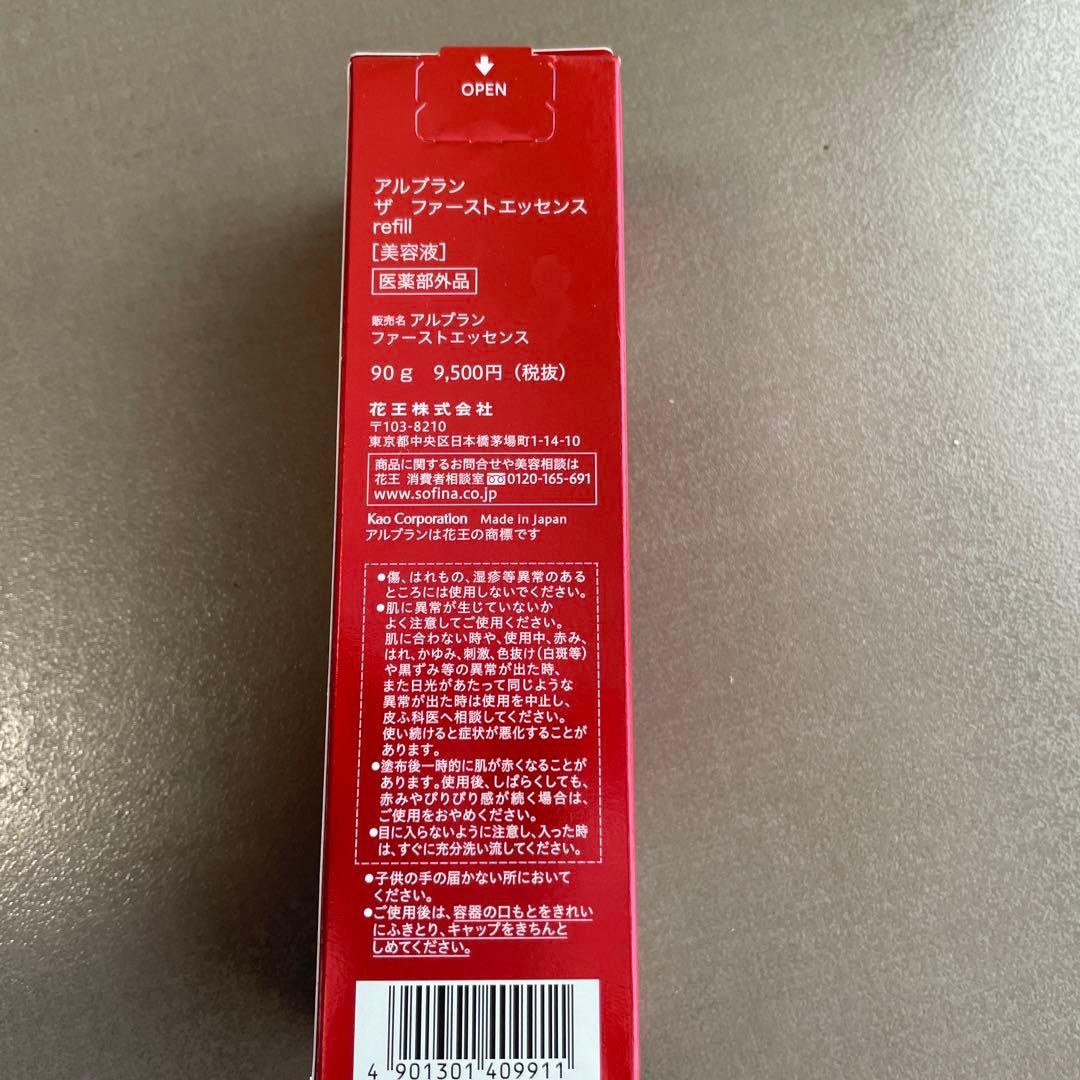 OPEN
アルブラン
ザ ファーストエッセンス
refill
[美容液]
医薬部外品
販売名 アルブラン
ファーストエッセンス
90g 9,500円(税抜)
花王株式会社
〒103-8210
東京都中央区日本橋茅場町1-14-10
商品に関するお問合せや美容相談は
花王 消費者相談室 0120-165-691
www.sofina.co.jp
Kao Corporation Made in Japan
アルブランは花王の商標です
●傷、はれもの、湿疹等異常のある
ところには使用しないでください。
●肌に異常が生じていないか
よく注意してご使用ください。
肌に合わない時や、使用中、赤み、
はれ、かゆみ、刺激、色抜け(白斑等)
や黒ずみ等の異常が出た時、
また日光があたって同じような
異常が出た時は使用を中止し、
皮ふ科医へ相談してください。
使い続けると症状が悪化することが
あります。
●塗布後一時的に肌が赤くなることが
あります。使用後、しばらくしても、
赤みやぴりぴり感が続く場合は、
ご使用をおやめください。
●目に入らないように注意し、入った時
は、すぐに充分洗い流してください。
●子供の手の届かない所において
ください。
●ご使用後は、容器の口もとをきれい
にふきとり、キャップをきちんと
しめてください。
4 901301 409911